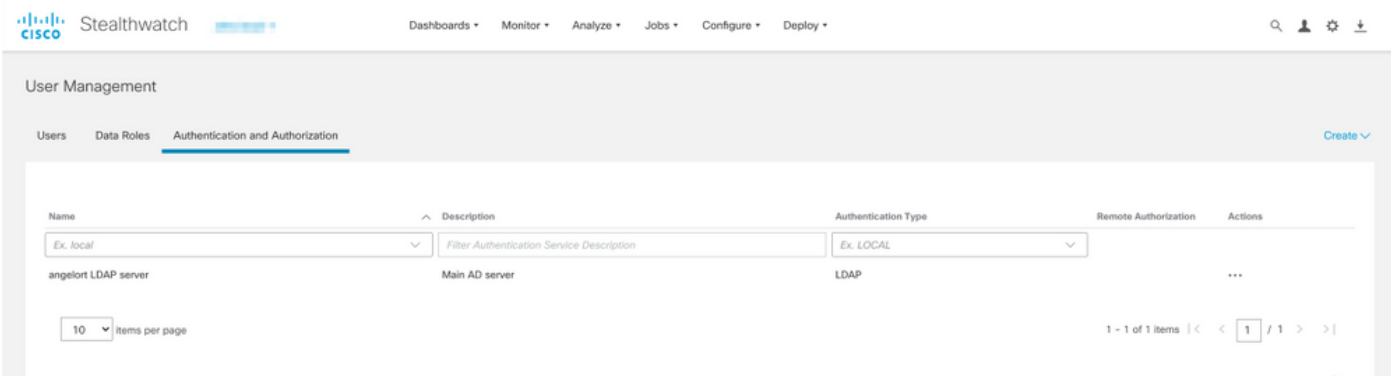 CISCO Stealthwatch Dashboards Monitor Analyze Jobs Configure Deploy
User Management
Users Data Roles Authentication and Authorization Create
Name Description Authentication Type Remote Authorization Actions
Ex. local Filter Authentication Service Description Ex. LOCAL
angelort LDAP server Main AD server LDAP ...
10 items per page 1 - 1 of 1 items |< < 1 / 1 > >|